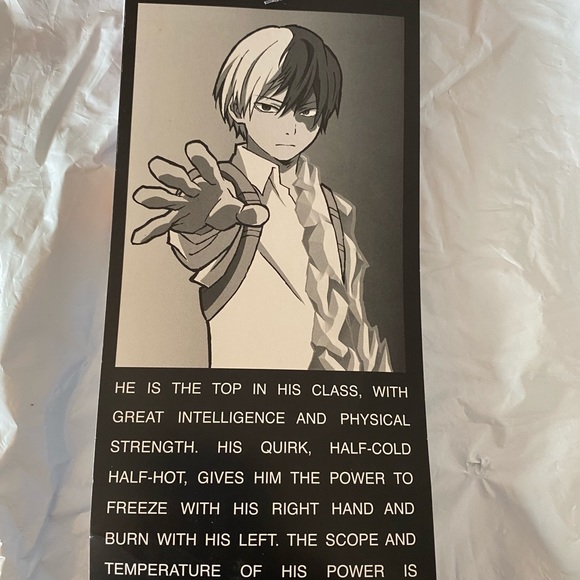 HE IS THE TOP IN HIS CLASS, WITH
GREAT INTELLIGENCE AND PHYSICAL
STRENGTH. HIS QUIRK, HALF-COLD
HALF-HOT, GIVES HIM THE POWER TO
FREEZE WITH HIS RIGHT HAND AND
BURN WITH HIS LEFT. THE SCOPE AND
TEMPERATURE OF HIS POWER IS